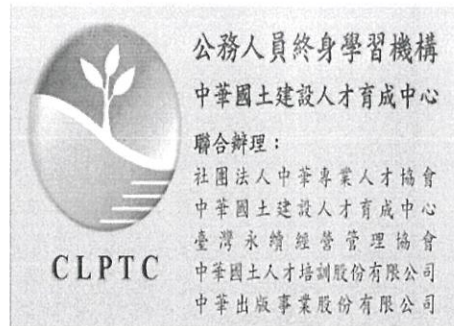 公務人員終身學習機構
中華國土建設人才育成中心
聯合辦理：
社團法人中華專業人才協會
中華國土建設人才育成中心
臺灣永續經營管理協會
中華國土人才培訓股份有限公司
中華出版事業股份有限公司
CLPTC